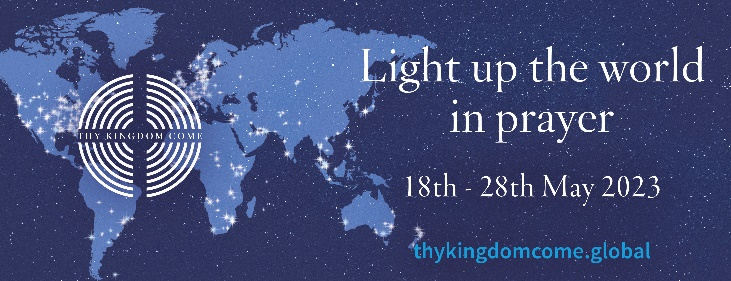 THY KINGDOM COME
Light up the world
in prayer
18th - 28th May 2023
thykingdomcome.global